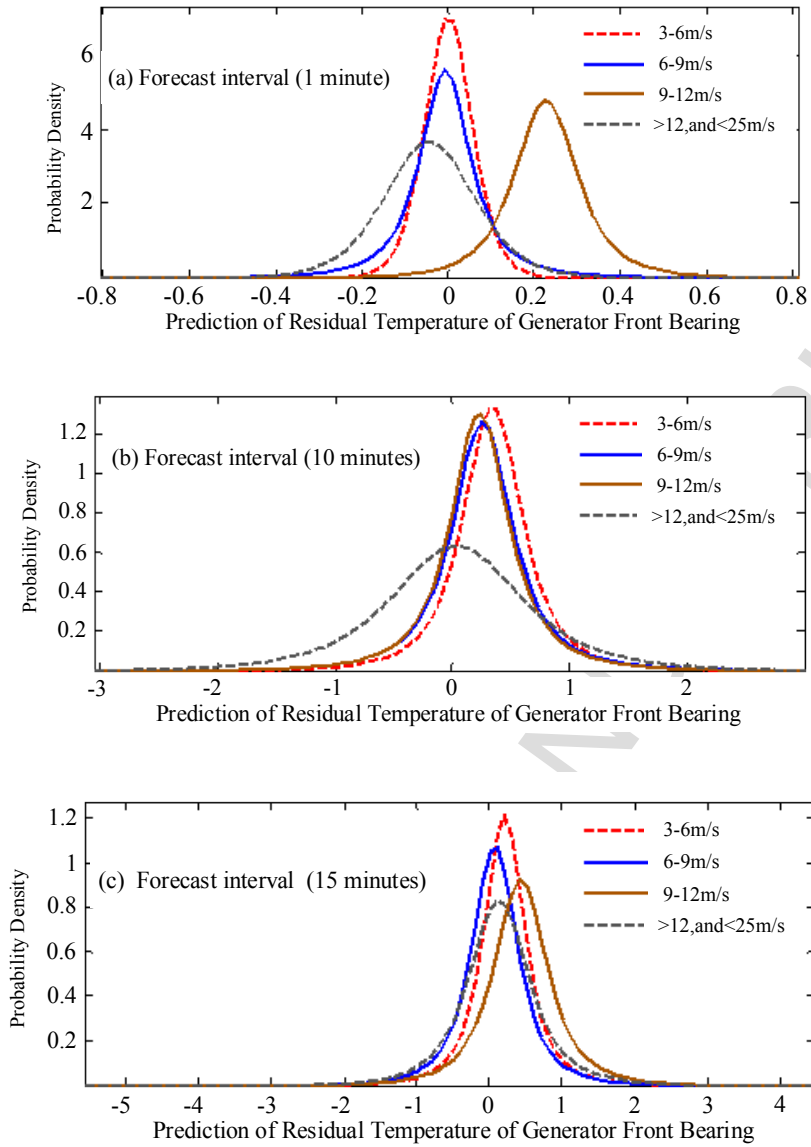 6
4
2
Probability Density
(a) Forecast interval (1 minute)
3-6m/s
6-9m/s
9-12m/s
>12,and<25m/s
-0.8 -0.6 -0.4 -0.2 0 0.2 0.4 0.6 0.8
Prediction of Residual Temperature of Generator Front Bearing
1.2
1
0.8
0.6
0.4
0.2
Probability Density
(b) Forecast interval (10 minutes)
3-6m/s
6-9m/s
9-12m/s
>12,and<25m/s
-3 -2 -1 0 1 2
Prediction of Residual Temperature of Generator Front Bearing
1.2
1
0.8
0.6
0.4
0.2
Probability Density
(c) Forecast interval (15 minutes)
3-6m/s
6-9m/s
9-12m/s
>12,and<25m/s
-5 -4 -3 -2 -1 0 1 2 3 4
Prediction of Residual Temperature of Generator Front Bearing